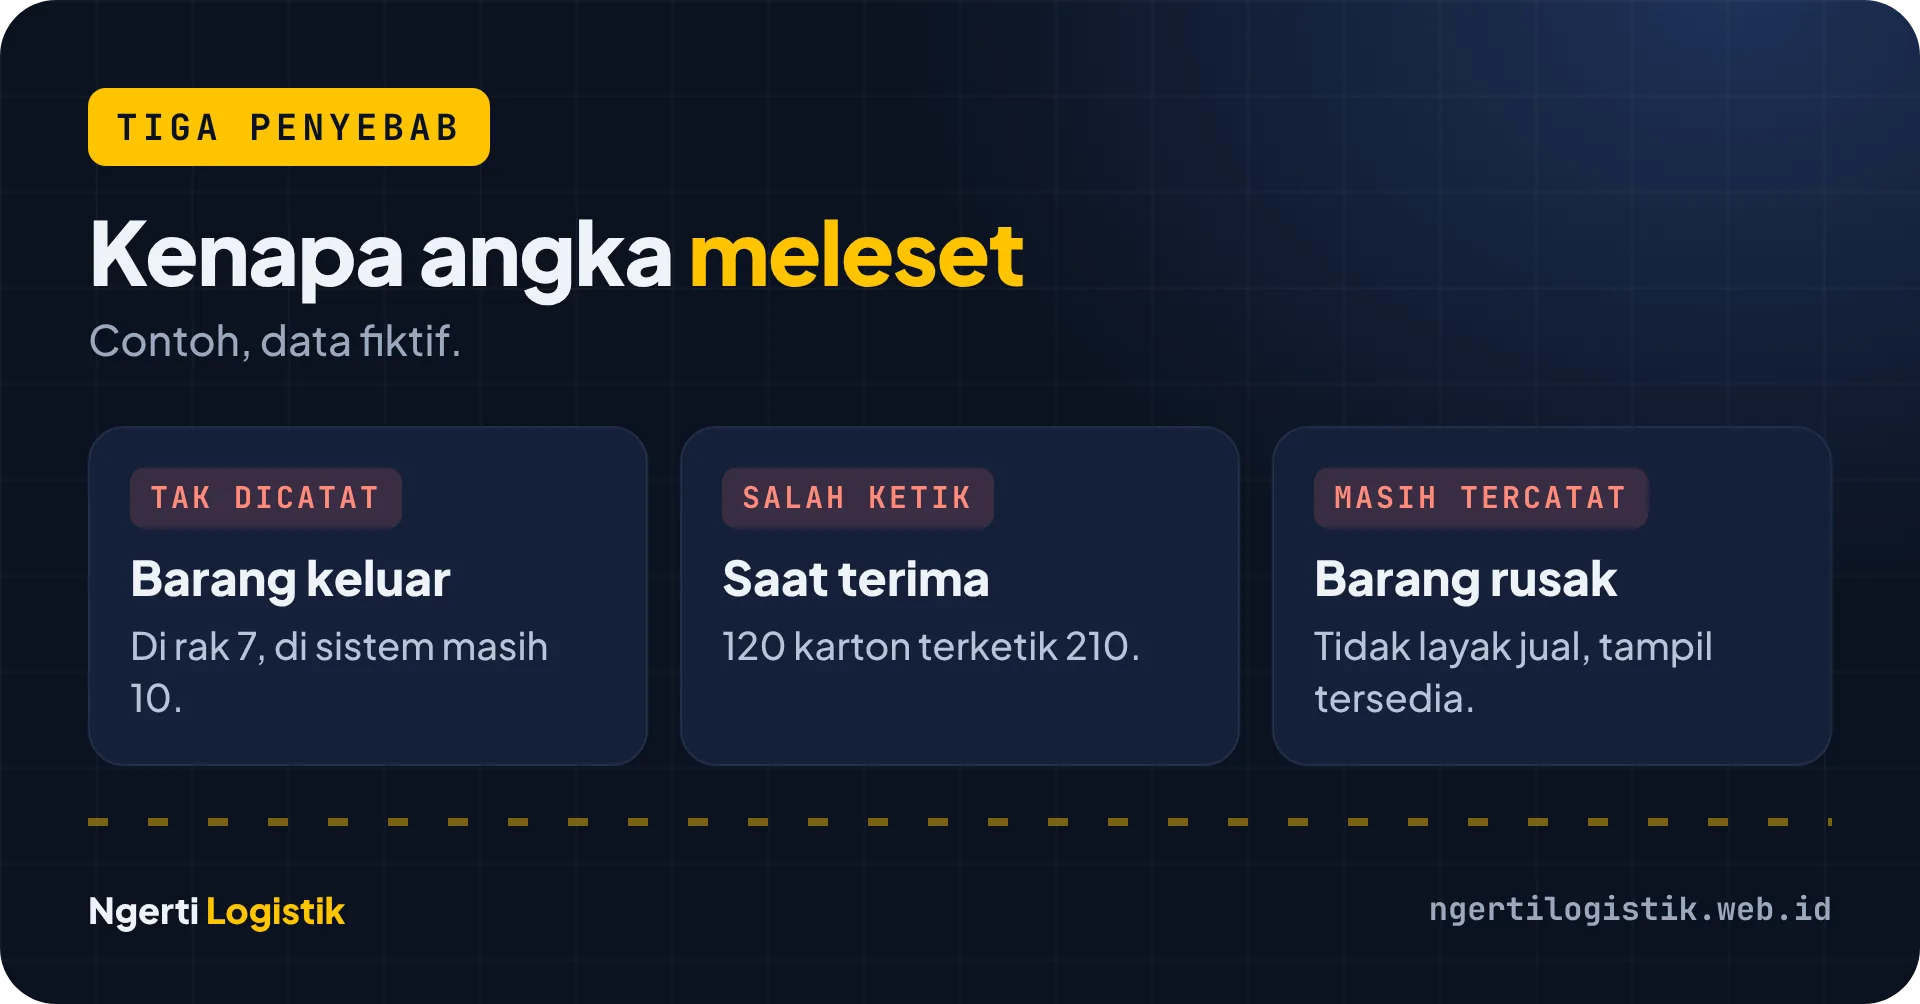 TIGA PENYEBAB
Kenapa angka meleset
Contoh, data fiktif.
TAK DICATAT
Barang keluar
Di rak 7, di sistem masih
10.
SALAH KETIK
Saat terima
120 karton terketik 210.
MASIH TERCATAT
Barang rusak
Tidak layak jual, tampil
tersedia.
Ngerti Logistik
ngertilogistik.web.id